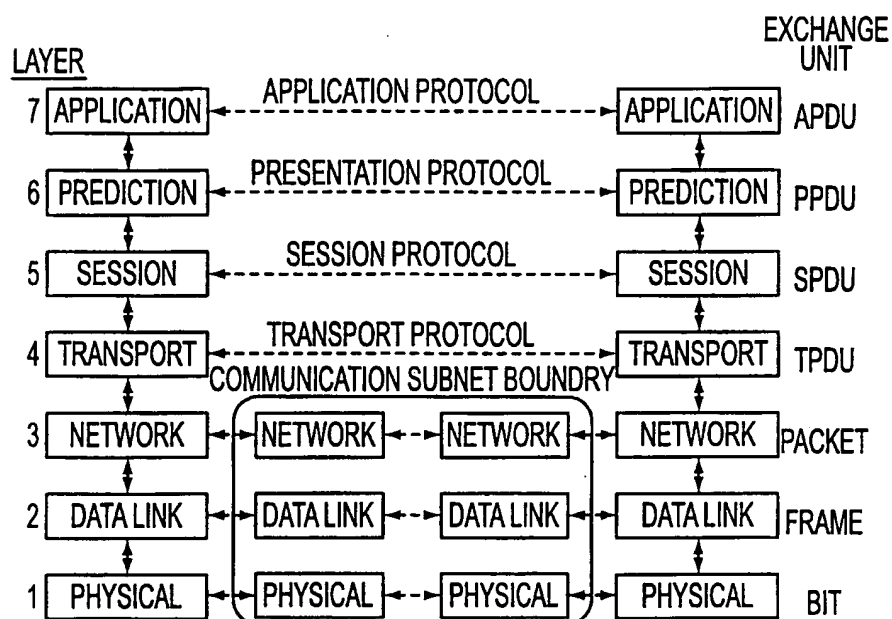 EXCHANGE
UNIT
LAYER
7 APPLICATION APPLICATION PROTOCOL APPLICATION APDU
6 PREDICTION PRESENTATION PROTOCOL PREDICTION PPDU
5 SESSION SESSION PROTOCOL SESSION SPDU
4 TRANSPORT TRANSPORT PROTOCOL TRANSPORT TPDU
COMMUNICATION SUBNET BOUNDRY
3 NETWORK NETWORK NETWORK NETWORK PACKET
2 DATA LINK DATA LINK DATA LINK DATA LINK FRAME
1 PHYSICAL PHYSICAL PHYSICAL PHYSICAL BIT